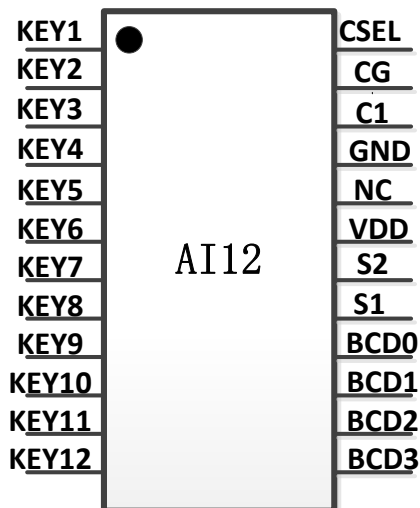 KEY1 CSEL
KEY2 CG
KEY3 C1
KEY4 GND
KEY5 NC
KEY6 VDD
AI12
KEY7 S2
KEY8 S1
KEY9 BCD0
KEY10 BCD1
KEY11 BCD2
KEY12 BCD3